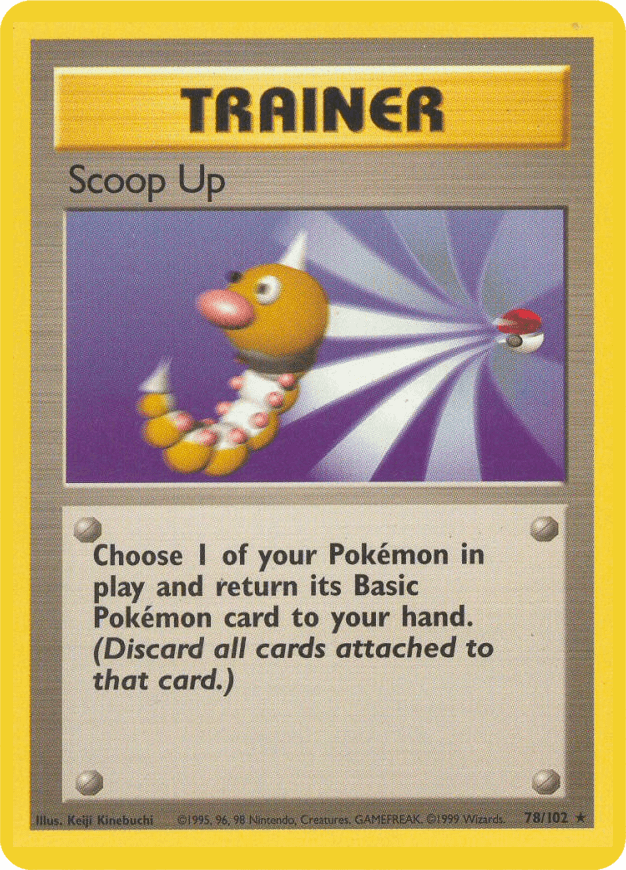 TRAINER
Scoop Up
Choose 1 of your Pokémon in
play and return its Basic
Pokémon card to your hand.
(Discard all cards attached to
that card.)
Illus. Keiji Kinebuchi ©1995, 96, 98 Nintendo, Creatures, GAMEFREAK. ©1999 Wizards. 78/102 ★